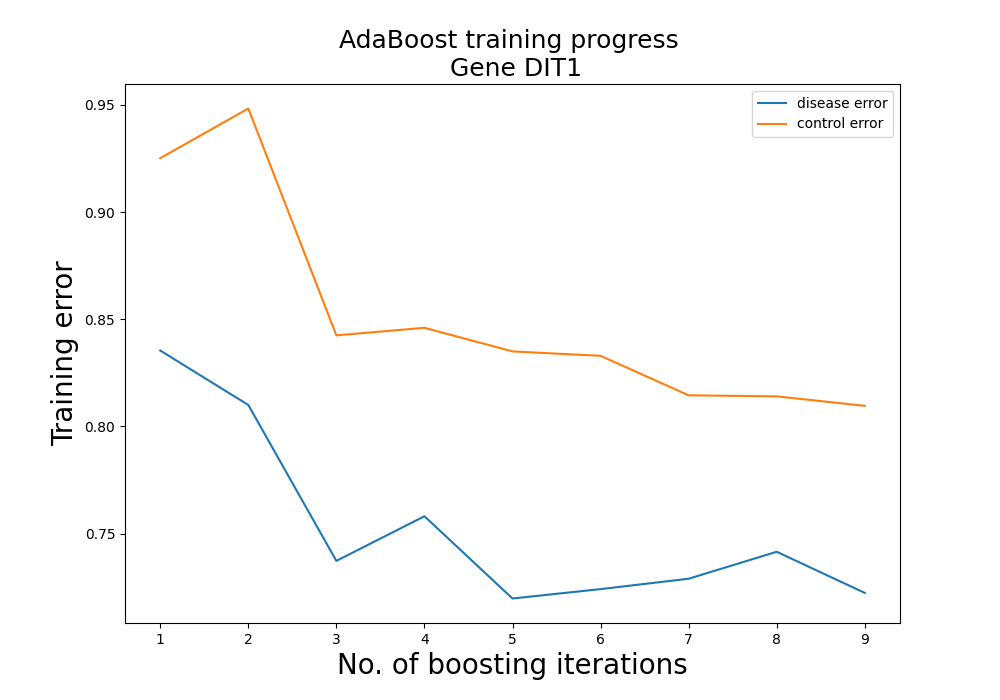 AdaBoost training progress
Gene DIT1
disease error
control error
Training error
0.95
0.90
0.85
0.80
0.75
1 2 3 4 5 6 7 8 9
No. of boosting iterations